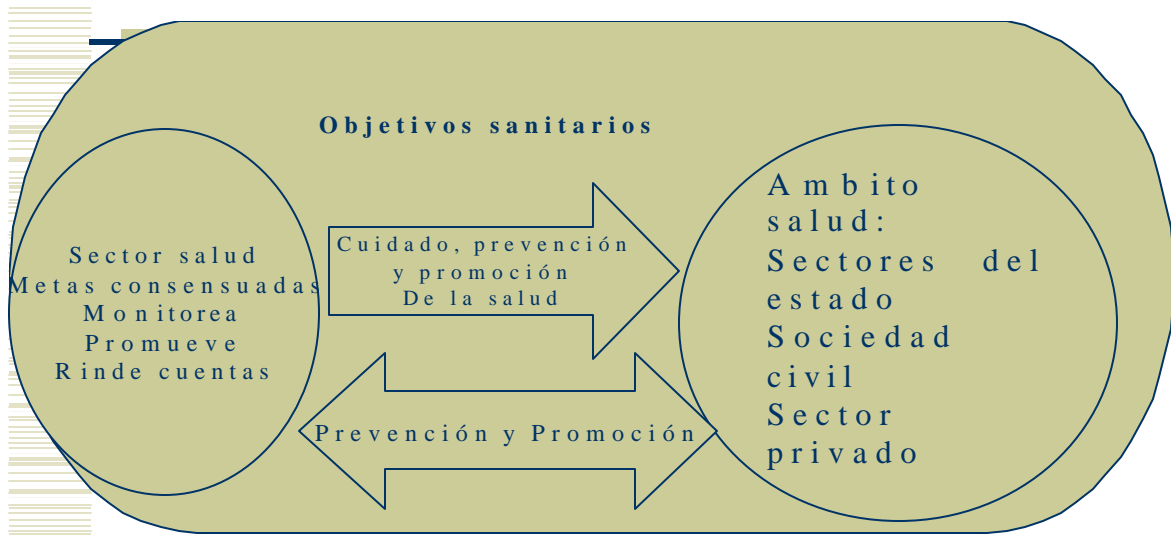 Objetivos sanitarios
Sector salud
Metas consensuadas
Monitorea
Promueve
Rinde cuentas
Cuidado, prevención
y promoción
De la salud
Prevención y Promoción
Ambito
salud:
Sectores del
estado
Sociedad
civil
Sector
privado